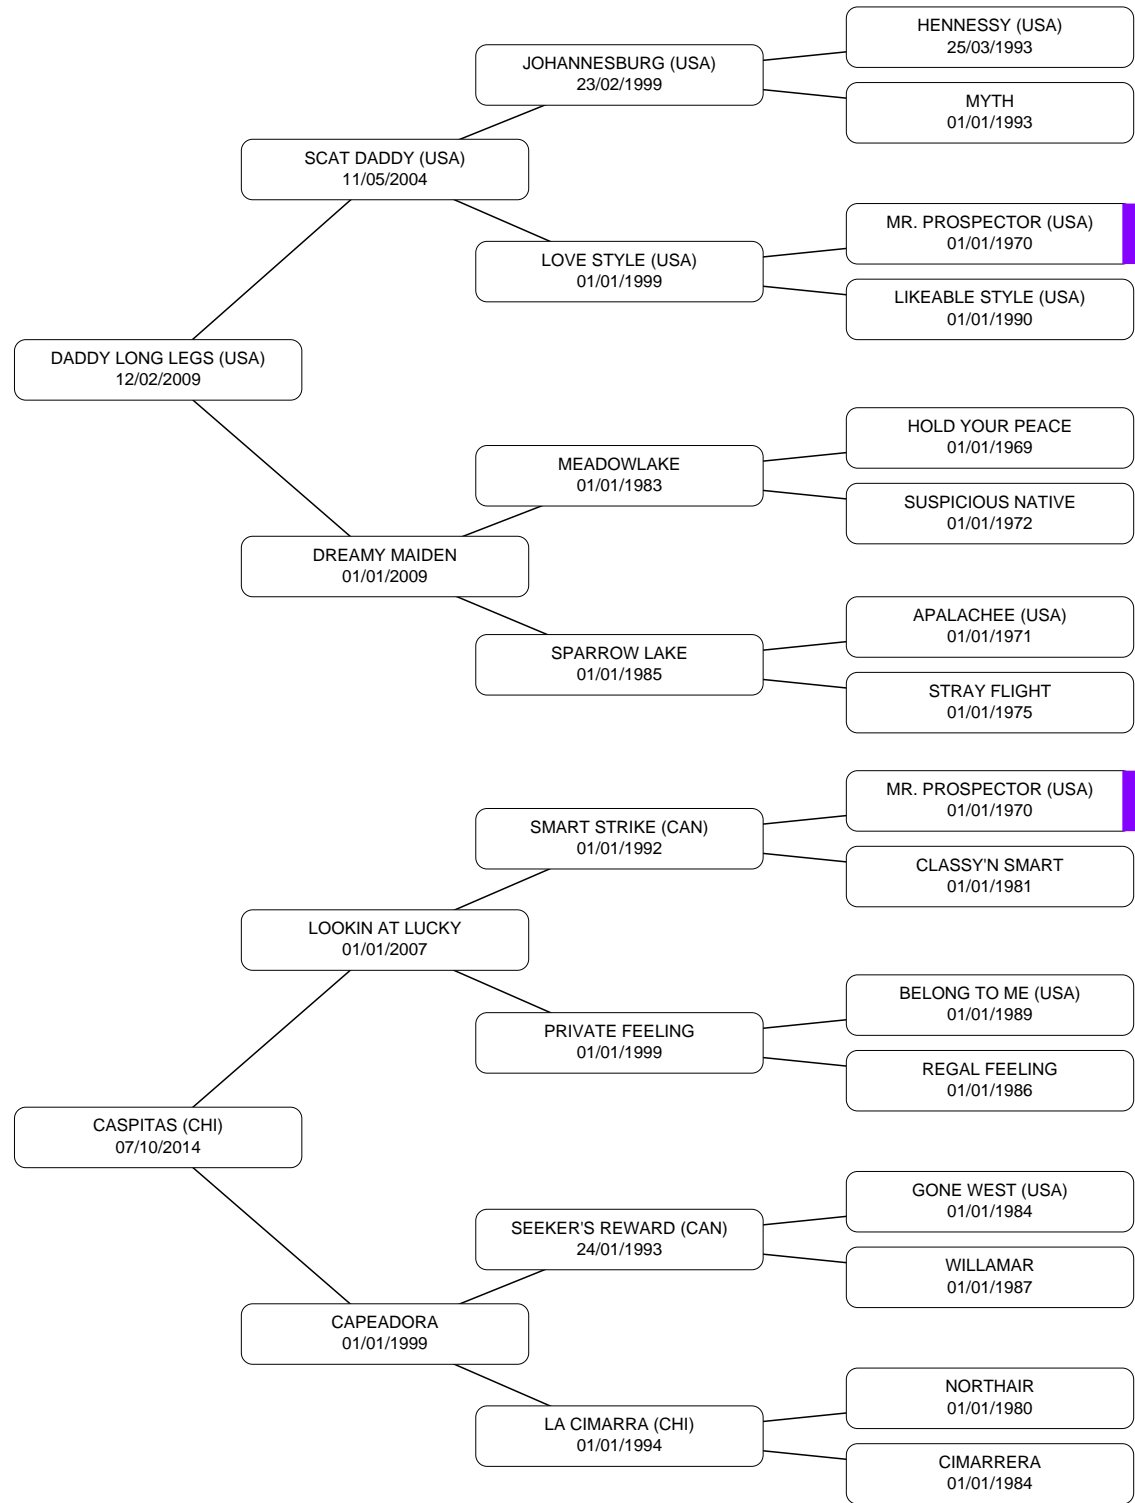 HENNESSY (USA)
25/03/1993
JOHANNESBURG (USA)
23/02/1999
MYTH
01/01/1993
SCAT DADDY (USA)
11/05/2004
MR. PROSPECTOR (USA)
01/01/1970
LOVE STYLE (USA)
01/01/1999
LIKEABLE STYLE (USA)
01/01/1990
DADDY LONG LEGS (USA)
12/02/2009
HOLD YOUR PEACE
01/01/1969
MEADOWLAKE
01/01/1983
SUSPICIOUS NATIVE
01/01/1972
DREAMY MAIDEN
01/01/2009
APALACHEE (USA)
01/01/1971
SPARROW LAKE
01/01/1985
STRAY FLIGHT
01/01/1975
MR. PROSPECTOR (USA)
01/01/1970
SMART STRIKE (CAN)
01/01/1992
CLASSY'N SMART
01/01/1981
LOOKIN AT LUCKY
01/01/2007
BELONG TO ME (USA)
01/01/1989
PRIVATE FEELING
01/01/1999
REGAL FEELING
01/01/1986
CASPITAS (CHI)
07/10/2014
GONE WEST (USA)
01/01/1984
SEEKER'S REWARD (CAN)
24/01/1993
WILLAMAR
01/01/1987
CAPEADORA
01/01/1999
NORTHAIR
01/01/1980
LA CIMARRA (CHI)
01/01/1994
CIMARRERA
01/01/1984